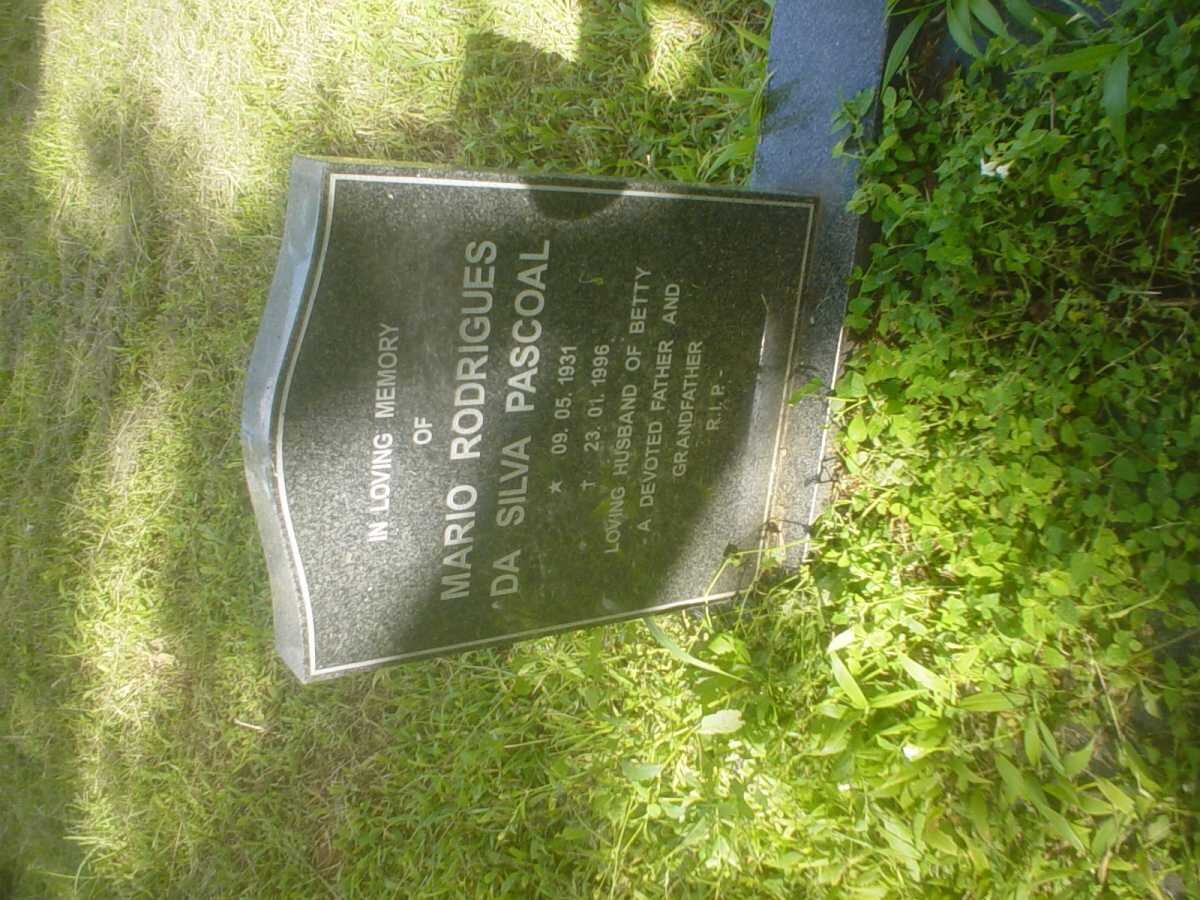 IN LOVING MEMORY
OF
MARIO RODRIGUES
DA SILVA PASCOAL
★ 09. 05. 1931
✝ 23. 01. 1996
LOVING HUSBAND OF BETTY
- A DEVOTED FATHER AND
GRANDFATHER
R.I.P.-